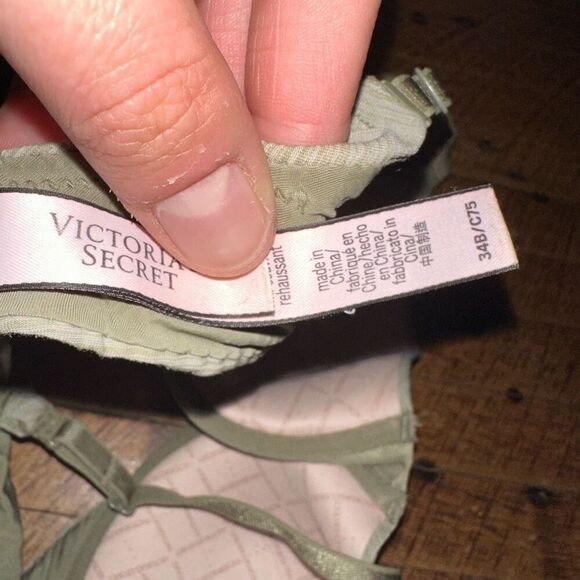 VICTORIA
SECRET
rehaussant
made in
China/
fabriqué en
Chine/hecho
en China/
fabbricato in
Cina/
中国制造
34B/C75